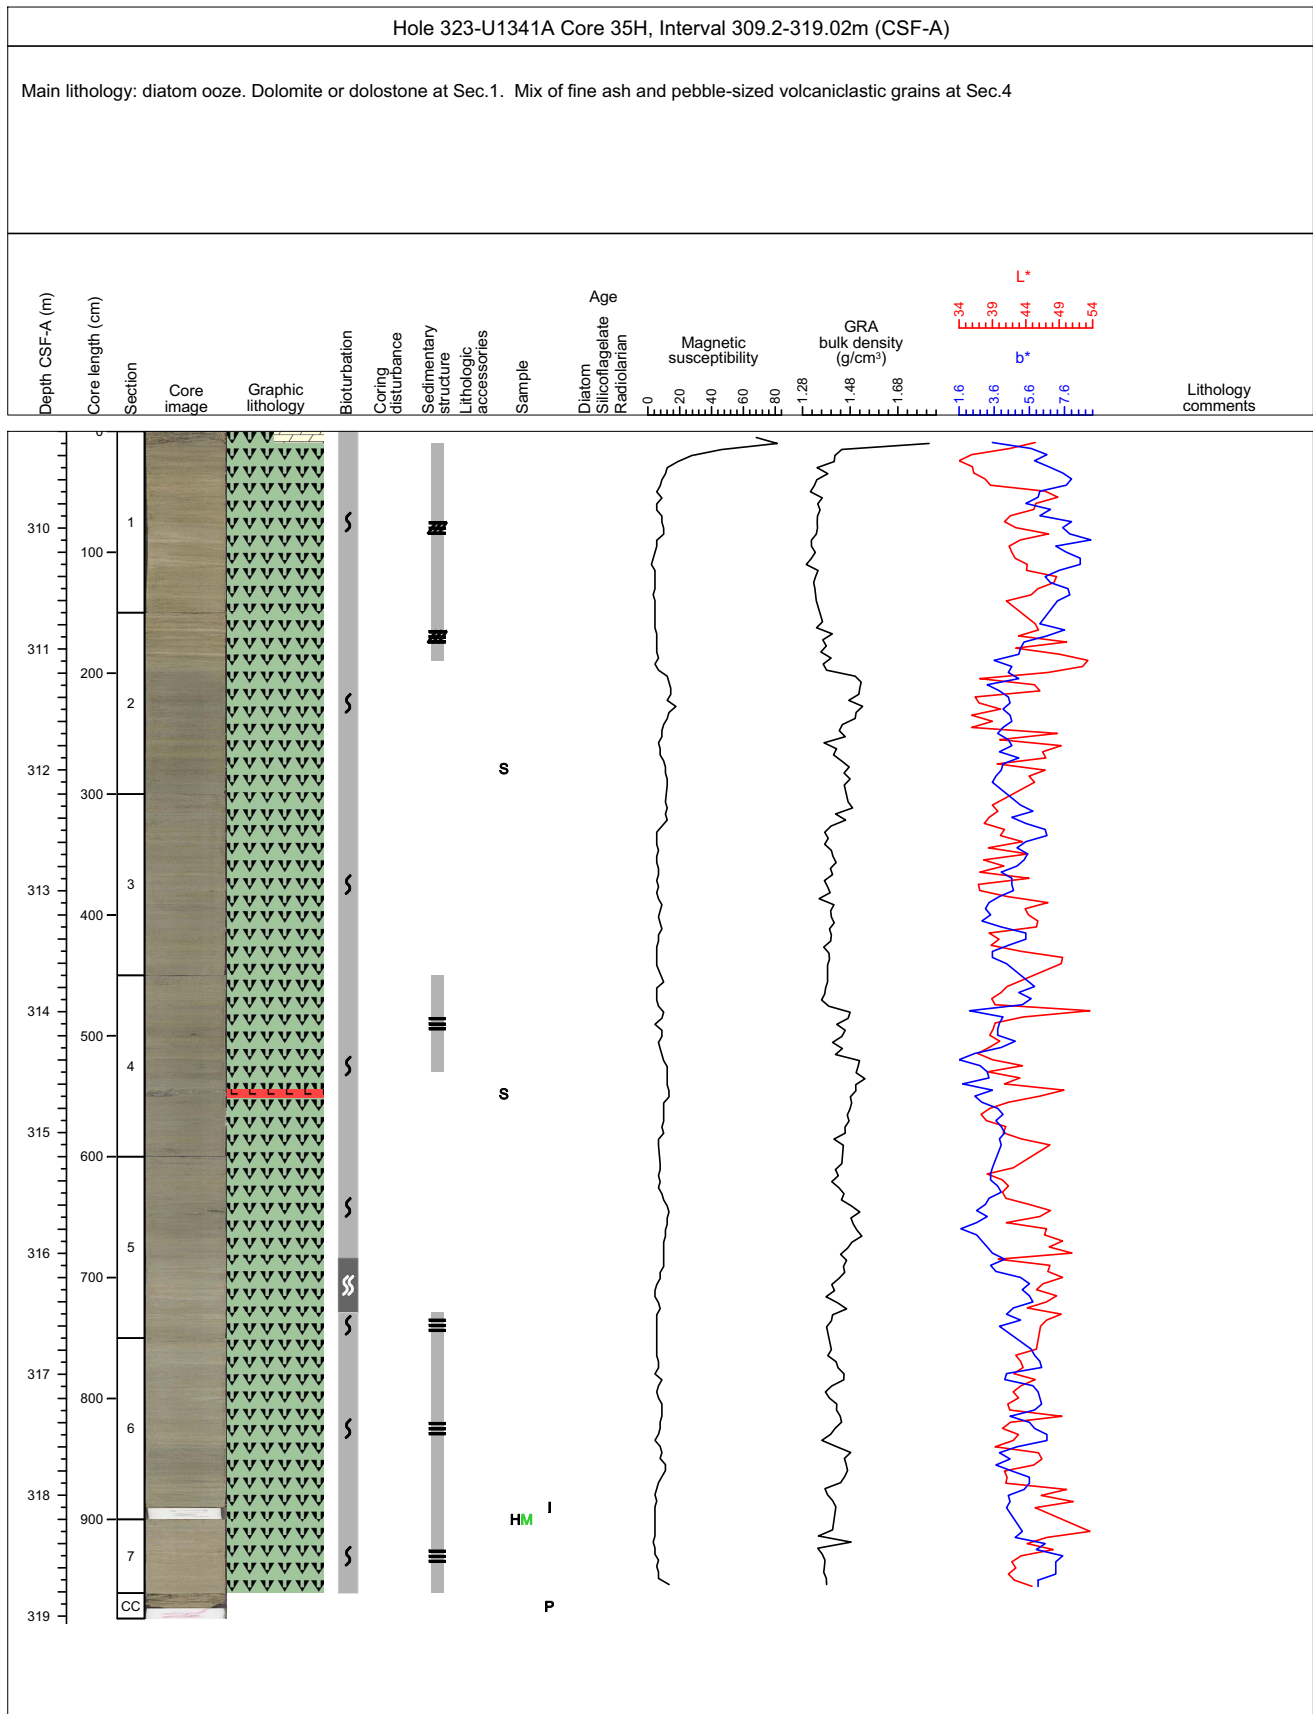 Hole 323-U1341A Core 35H, Interval 309.2-319.02m (CSF-A)
Main lithology: diatom ooze. Dolomite or dolostone at Sec.1. Mix of fine ash and pebble-sized volcaniclastic grains at Sec.4
Depth CSF-A (m)
Core length (cm)
Section
Core
image
Graphic
lithology
Bioturbation
Coring
disturbance
Sedimentary
structure
Lithologic
accessories
Sample
Age
Diatom
Silicoflagelate
Radiolarian
Magnetic
susceptibility
0 20 40 60 80
GRA
bulk density
(g/cm³)
1.28 1.48 1.68
L*
34 39 44 49 54
b*
1.6 3.6 5.6 7.6
Lithology
comments
0
1
310
100
311
200
2
312
S
300
3
313
400
314
500
4
S
315
600
5
316
700
317
800
6
318
I
900
HM
7
CC
P
319